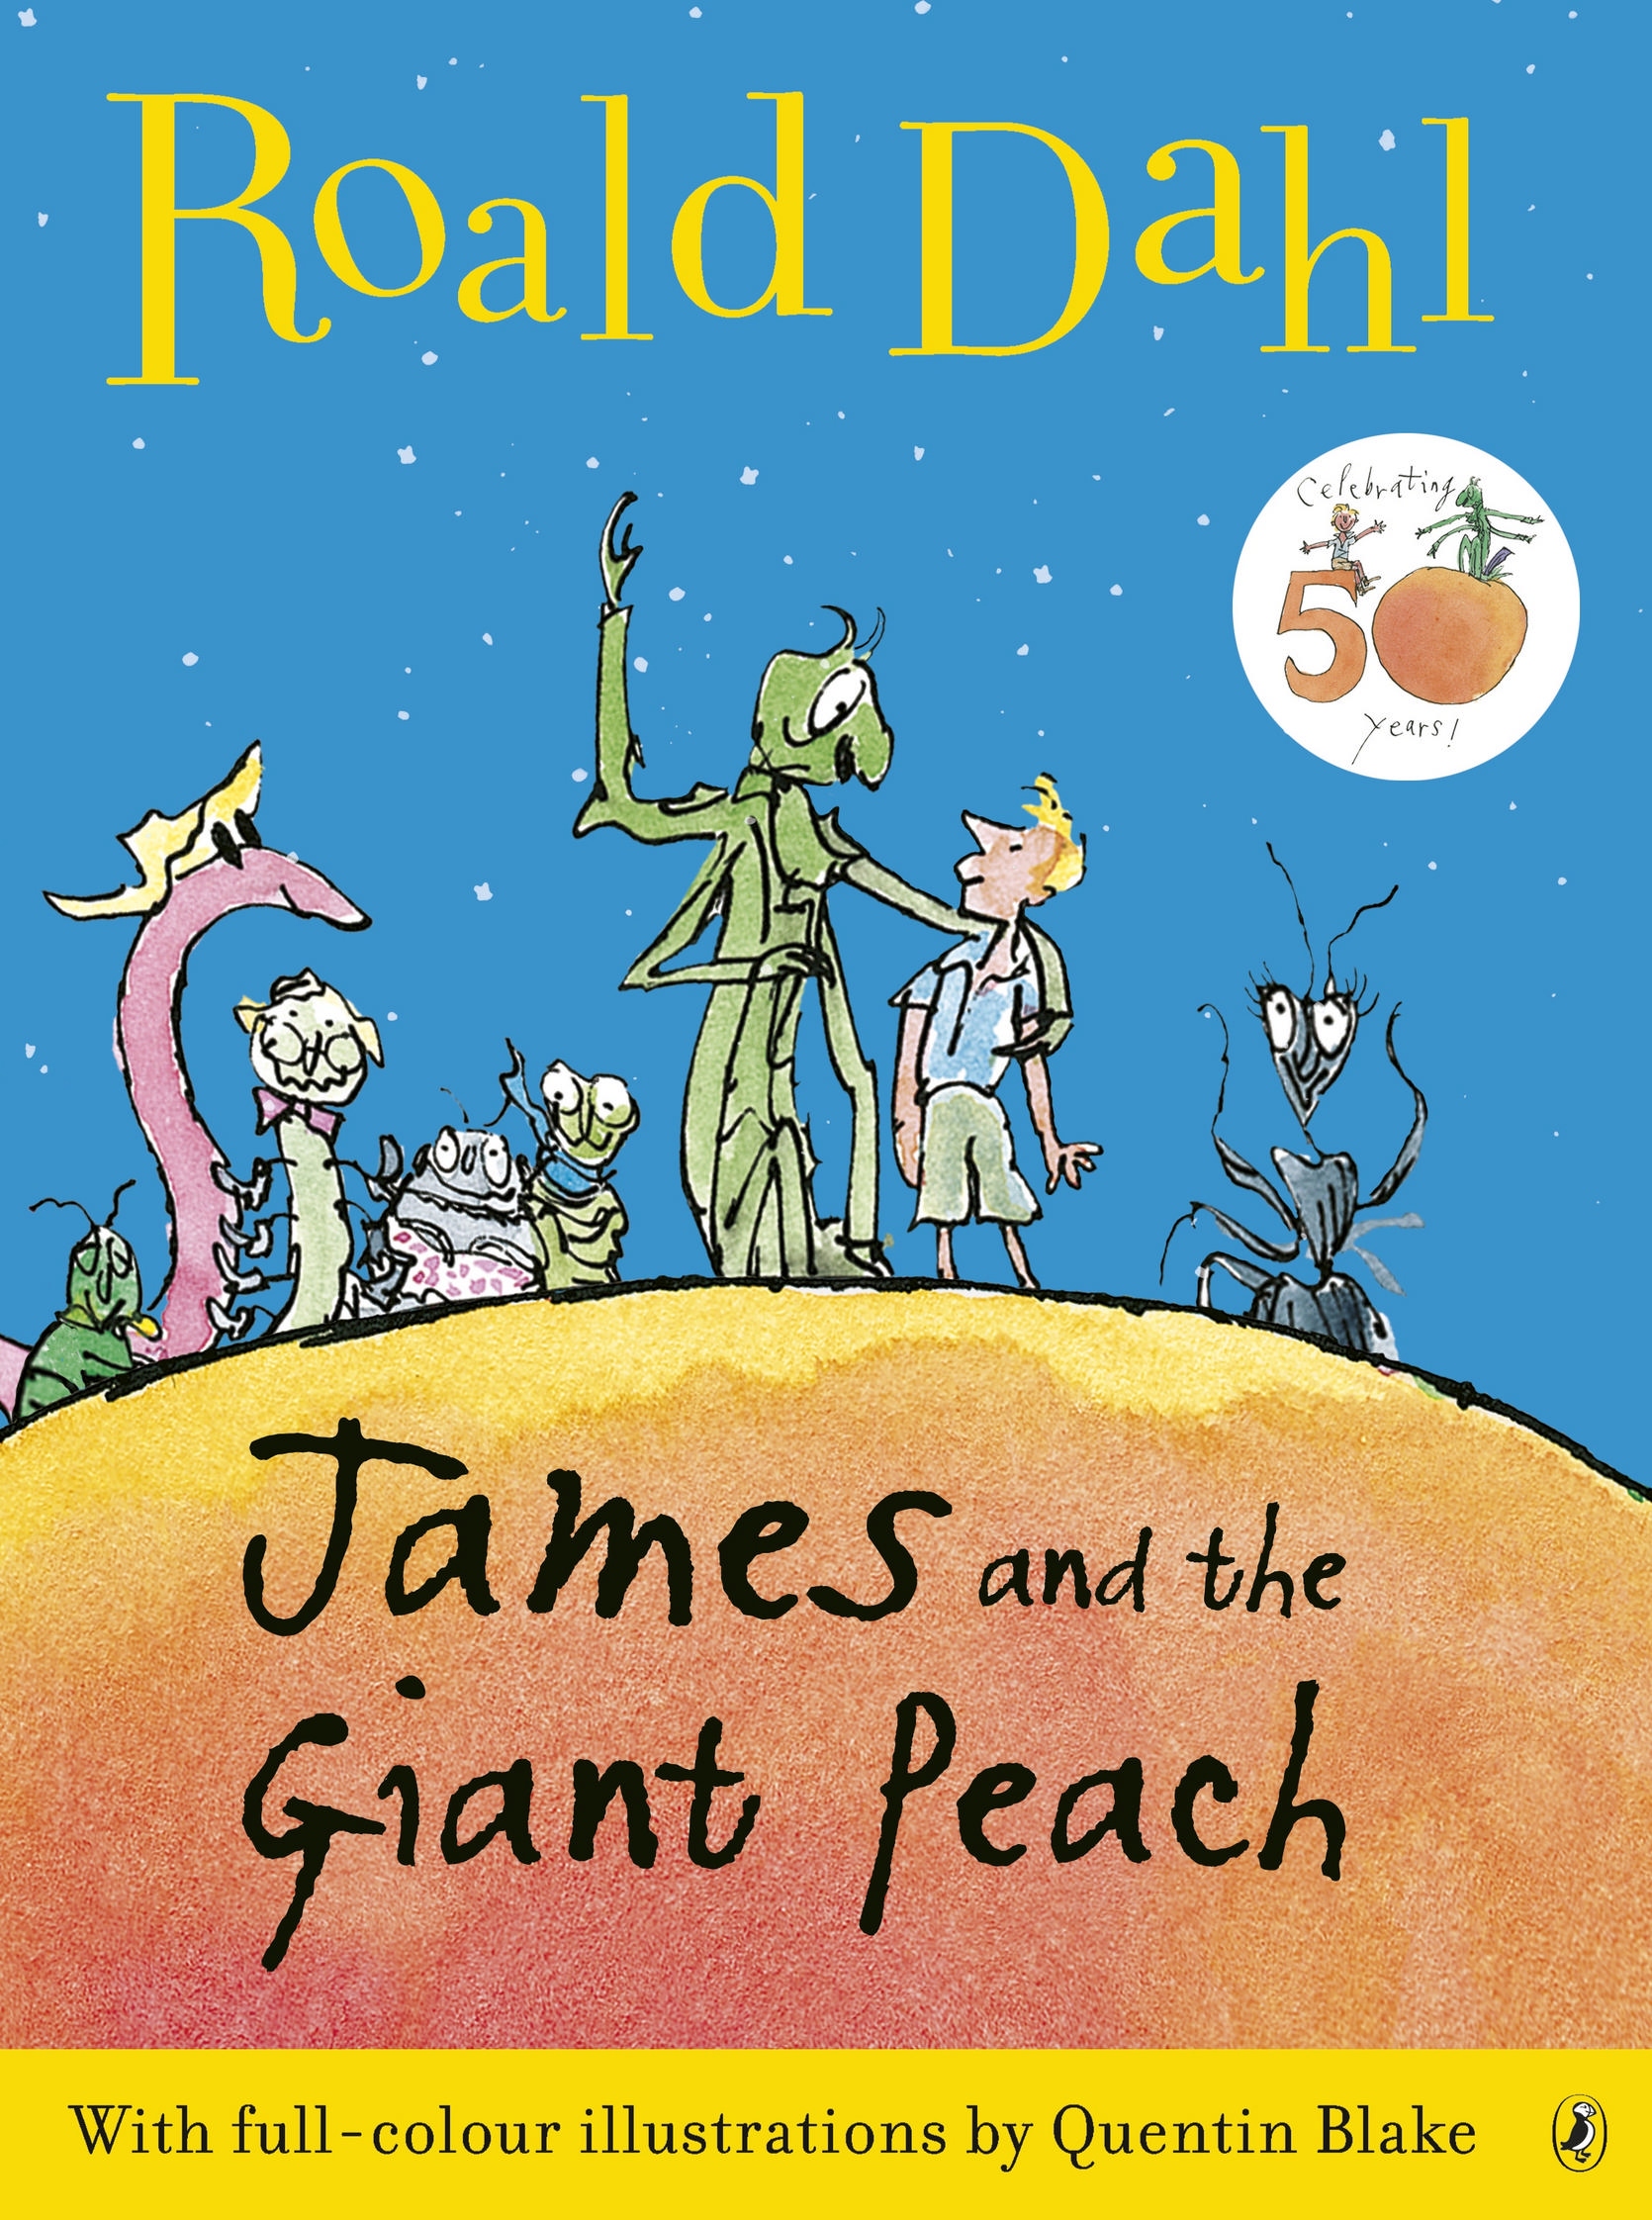 Roald Dahl
Celebrating
50
years!
James and the
Giant Peach
With full-colour illustrations by Quentin Blake